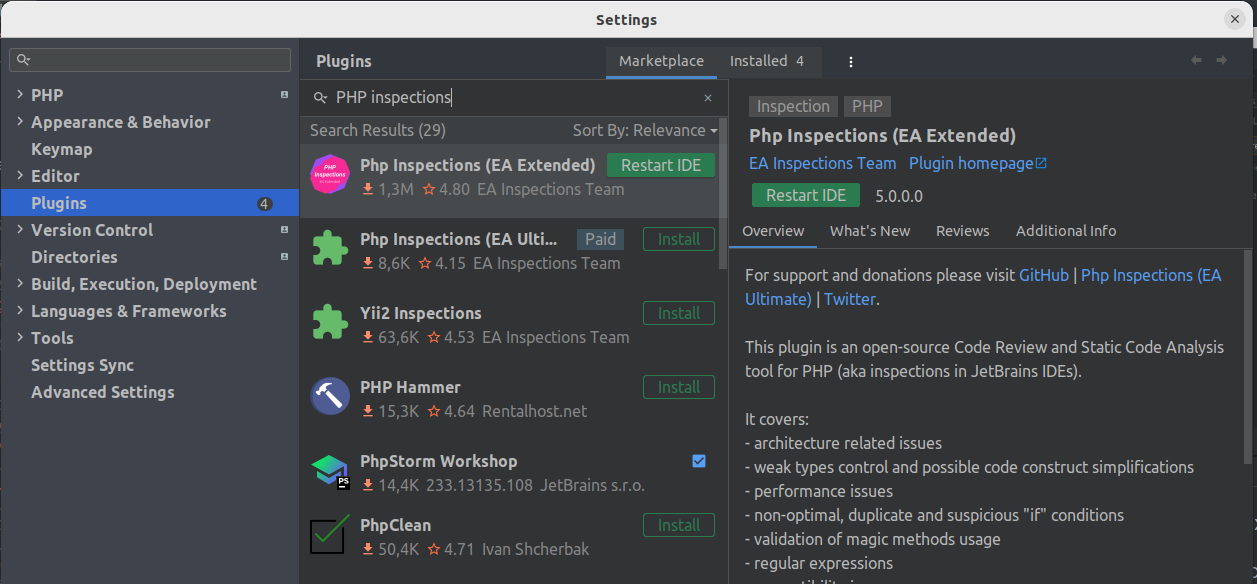 Settings
PHP
Appearance & Behavior
Keymap
Editor
Plugins 4
Version Control
Directories
Build, Execution, Deployment
Languages & Frameworks
Tools
Settings Sync
Advanced Settings
Plugins
Marketplace Installed 4
PHP inspections
Search Results (29) Sort By: Relevance
PHP
Inspections
Php Inspections (EA Extended) Restart IDE
1,3M 4.80 EA Inspections Team
Php Inspections (EA Ulti... Paid Install
8,6K 4.15 EA Inspections Team
Yii2 Inspections Install
63,6K 4.53 EA Inspections Team
PHP Hammer Install
15,3K 4.64 Rentalhost.net
PhpStorm Workshop
PS
14,4K 233.13135.108 JetBrains s.r.o.
PhpClean Install
50,4K 4.71 Ivan Shcherbak
Inspection PHP
Php Inspections (EA Extended)
EA Inspections Team Plugin homepage
Restart IDE 5.0.0.0
Overview What's New Reviews Additional Info
For support and donations please visit GitHub | Php Inspections (EA
Ultimate) | Twitter.
This plugin is an open-source Code Review and Static Code Analysis
tool for PHP (aka inspections in JetBrains IDEs).
It covers:
- architecture related issues
- weak types control and possible code construct simplifications
- performance issues
- non-optimal, duplicate and suspicious "if" conditions
- validation of magic methods usage
- regular expressions